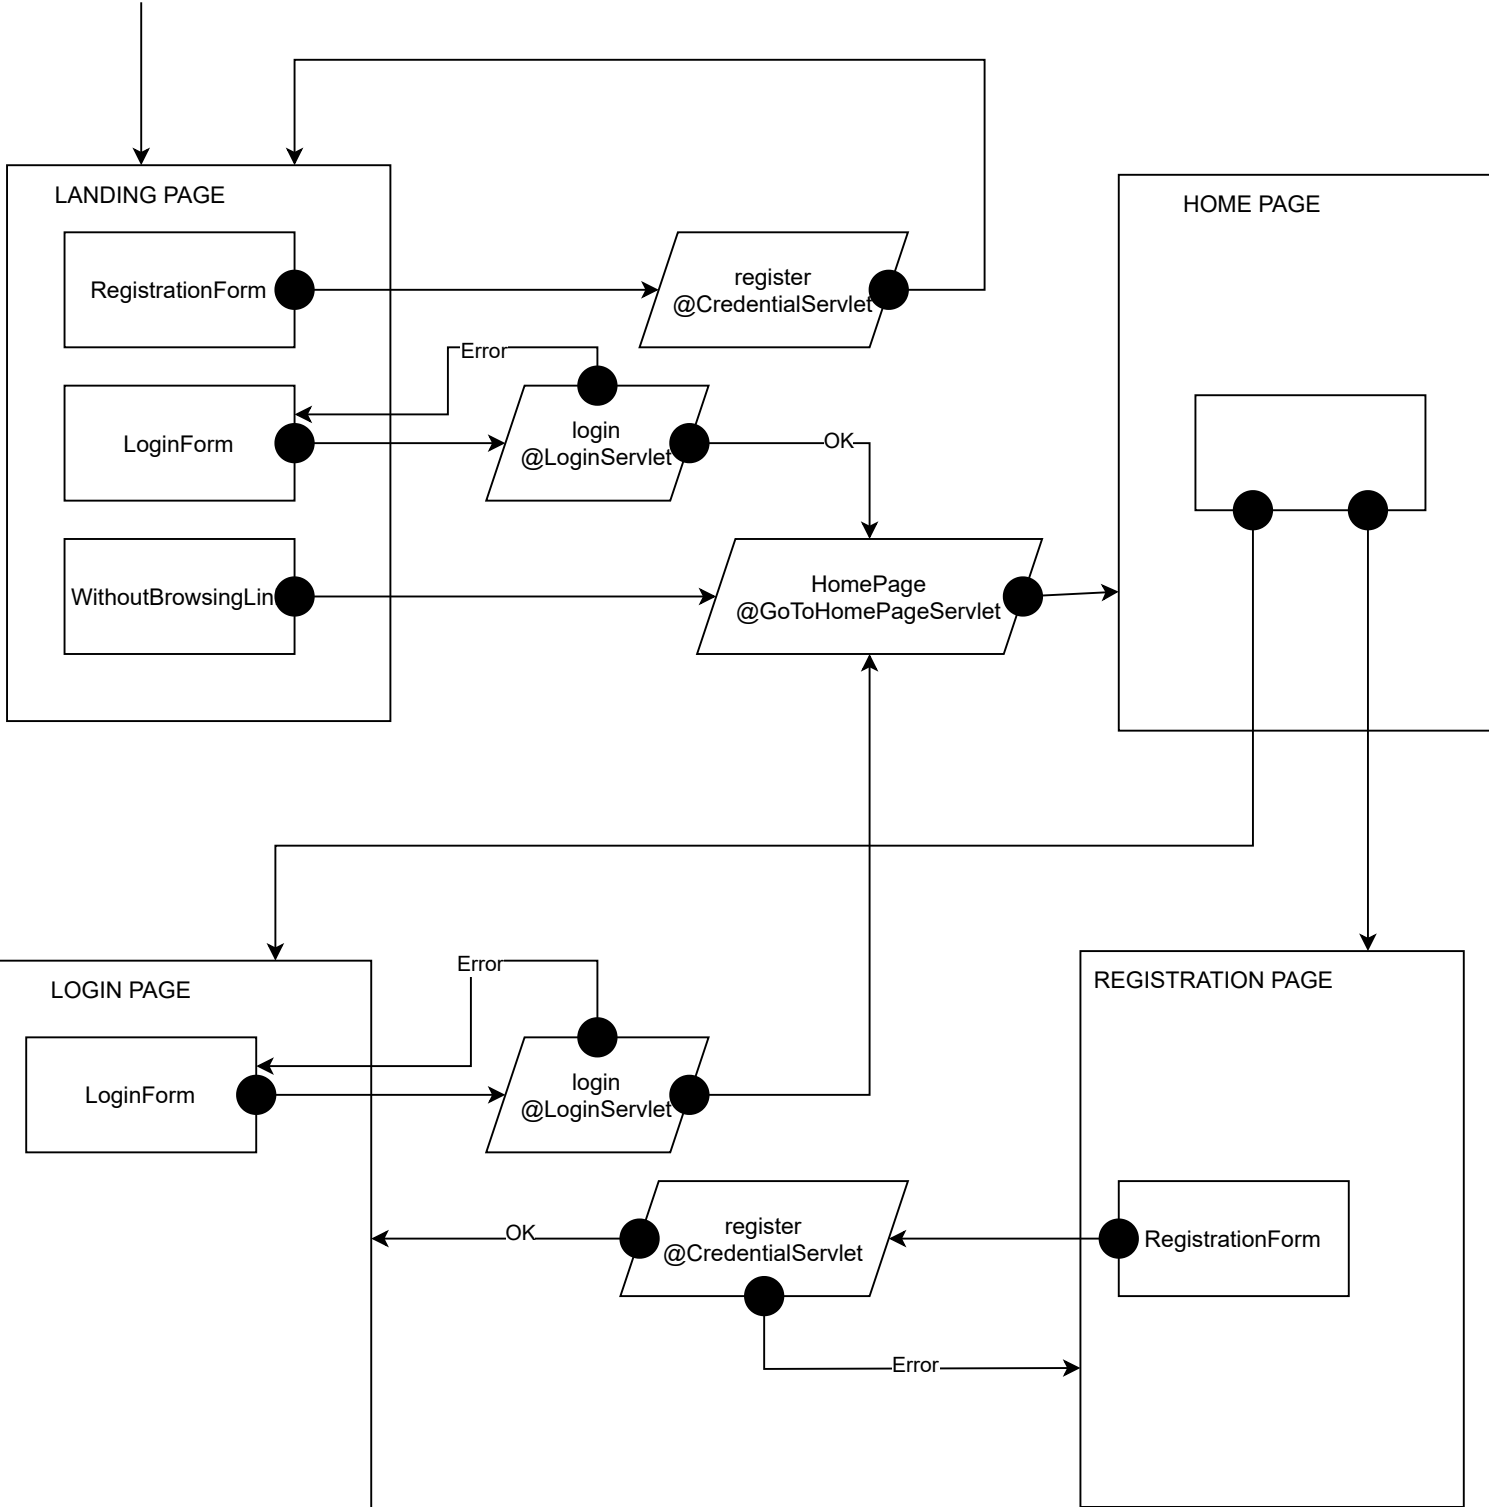 LANDING PAGE
HOME PAGE
RegistrationForm
register
@CredentialServlet
Error
LoginForm
login
@LoginServlet
OK
WithoutBrowsingLin
HomePage
@GoToHomePageServlet
LOGIN PAGE
Error
REGISTRATION PAGE
LoginForm
login
@LoginServlet
OK
register
@CredentialServlet
RegistrationForm
Error